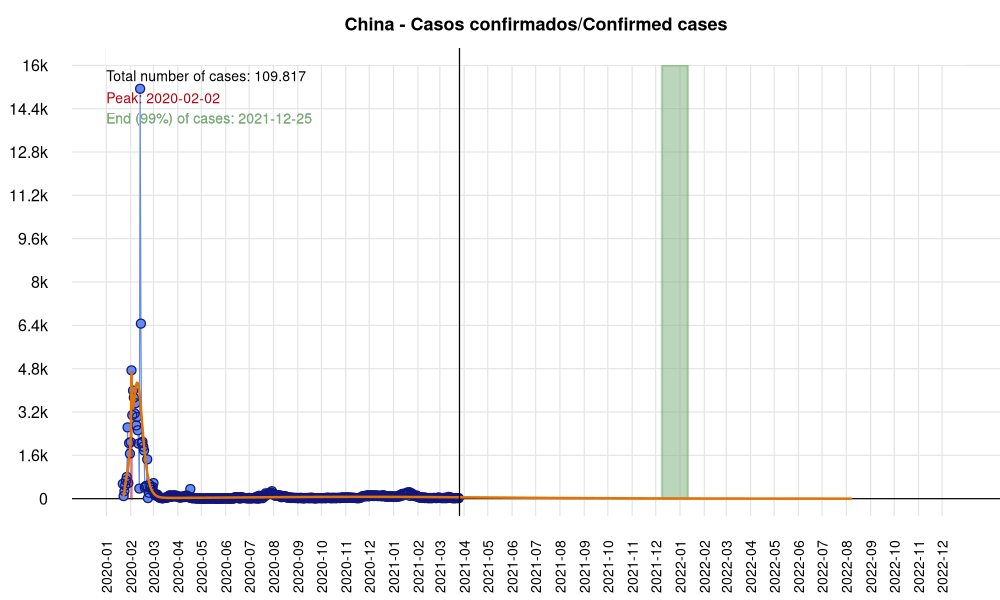 China - Casos confirmados/Confirmed cases
16k
Total number of cases: 109.817
Peak: 2020-02-02
14.4k
End (99%) of cases: 2021-12-25
12.8k
11.2k
9.6k
8k
6.4k
4.8k
3.2k
1.6k
0
2020-01
2020-02
2020-03
2020-04
2020-05
2020-06
2020-07
2020-08
2020-09
2020-10
2020-11
2020-12
2021-01
2021-02
2021-03
2021-04
2021-05
2021-06
2021-07
2021-08
2021-09
2021-10
2021-11
2021-12
2022-01
2022-02
2022-03
2022-04
2022-05
2022-06
2022-07
2022-08
2022-09
2022-10
2022-11
2022-12